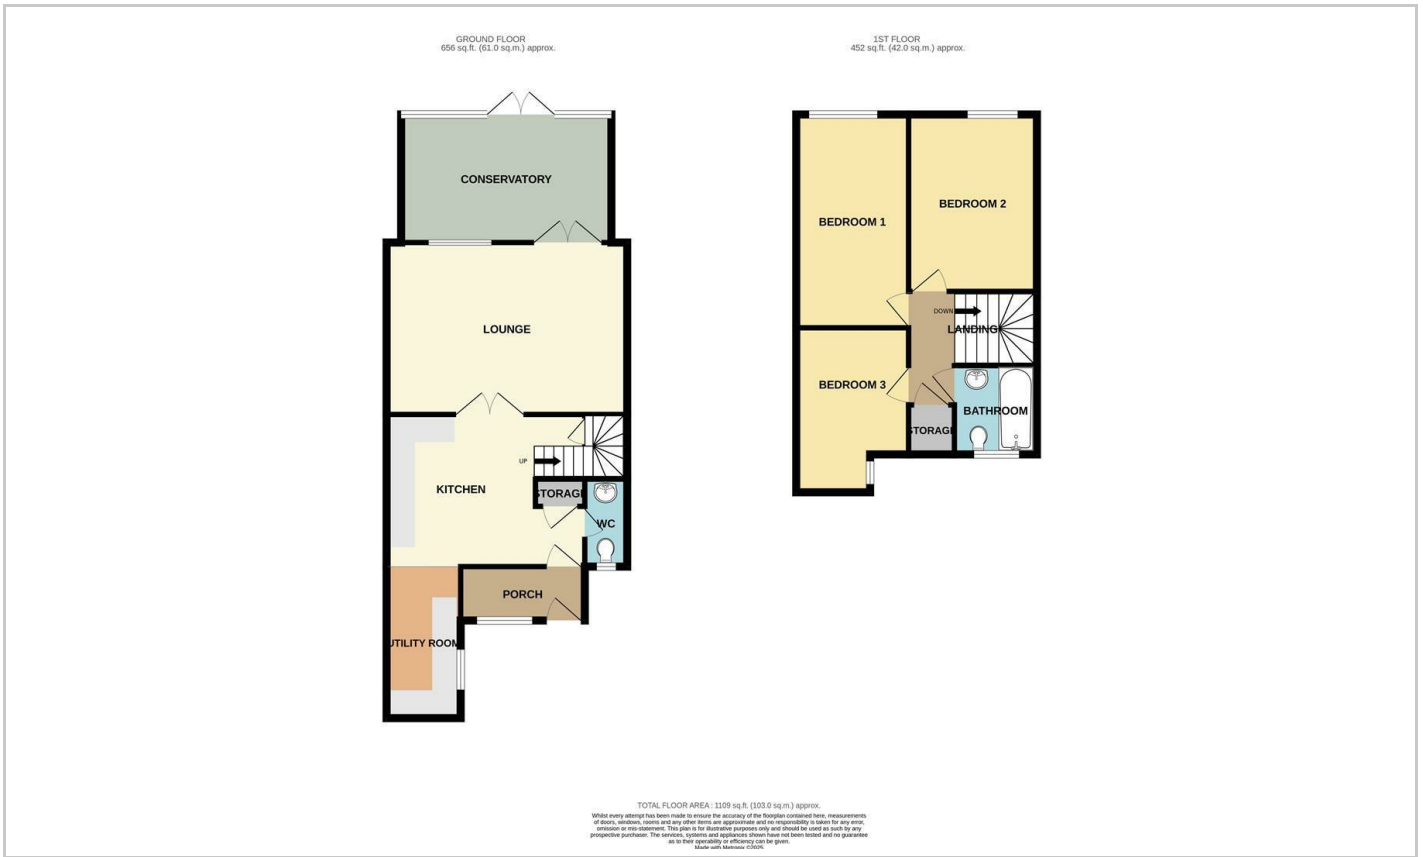 GROUND FLOOR
656 sq.ft. (61.0 sq.m.) approx.
1ST FLOOR
452 sq.ft. (42.0 sq.m.) approx.
CONSERVATORY
LOUNGE
UP
KITCHEN
STORAGE
WC
PORCH
UTILITY ROOM
BEDROOM 1
BEDROOM 2
DOWN
LANDING
BEDROOM 3
BATHROOM
STORAGE
TOTAL FLOOR AREA : 1109 sq.ft. (103.0 sq.m.) approx.
Whilst every attempt has been made to ensure the accuracy of the floorplan contained here, measurements
of doors, windows, rooms and any other items are approximate and no responsibility is taken for any error,
omission or mis-statement. This plan is for illustrative purposes only and should be used as such by any
prospective purchaser. The services, systems and appliances shown have not been tested and no guarantee
as to their operability or efficiency can be given.
Made with Metropix ©2025